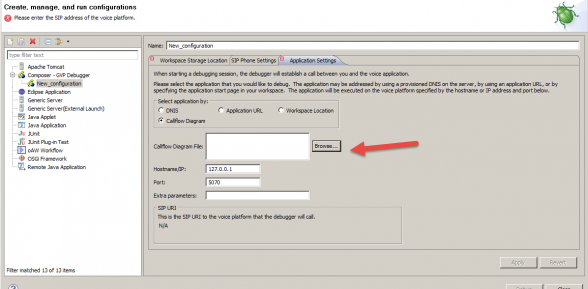 Create, manage, and run configurations
Please enter the SIP address of the voice platform.
type filter text
Apache Tomcat
Composer - GVP Debugger
New_configuration
Eclipse Application
Generic Server
Generic Server(External Launch)
Java Applet
Java Application
JUnit
JUnit Plug-in Test
oAW Workflow
OSGi Framework
Remote Java Application
Filter matched 13 of 13 items
Name: New_configuration
Workspace Storage Location SIP Phone Settings Application Settings
When starting a debugging session, the debugger will establish a call between you and the voice application.
Please select the application that you would like to debug. The application may be addressed by using a provisioned DNIS on the server, by using an application URL, or by
specifying the application start page in your workspace. The application will be executed on the voice platform specified by the hostname or IP address and port below.
Select application by:
DNIS Application URL Workspace Location
Callflow Diagram
Callflow Diagram File: Browse...
Hostname/IP: 127.0.0.1
Port: 5070
Extra parameters:
SIP URI
This is the SIP URI to the voice platform that the debugger will call.
N/A
Apply Revert
Debug Close